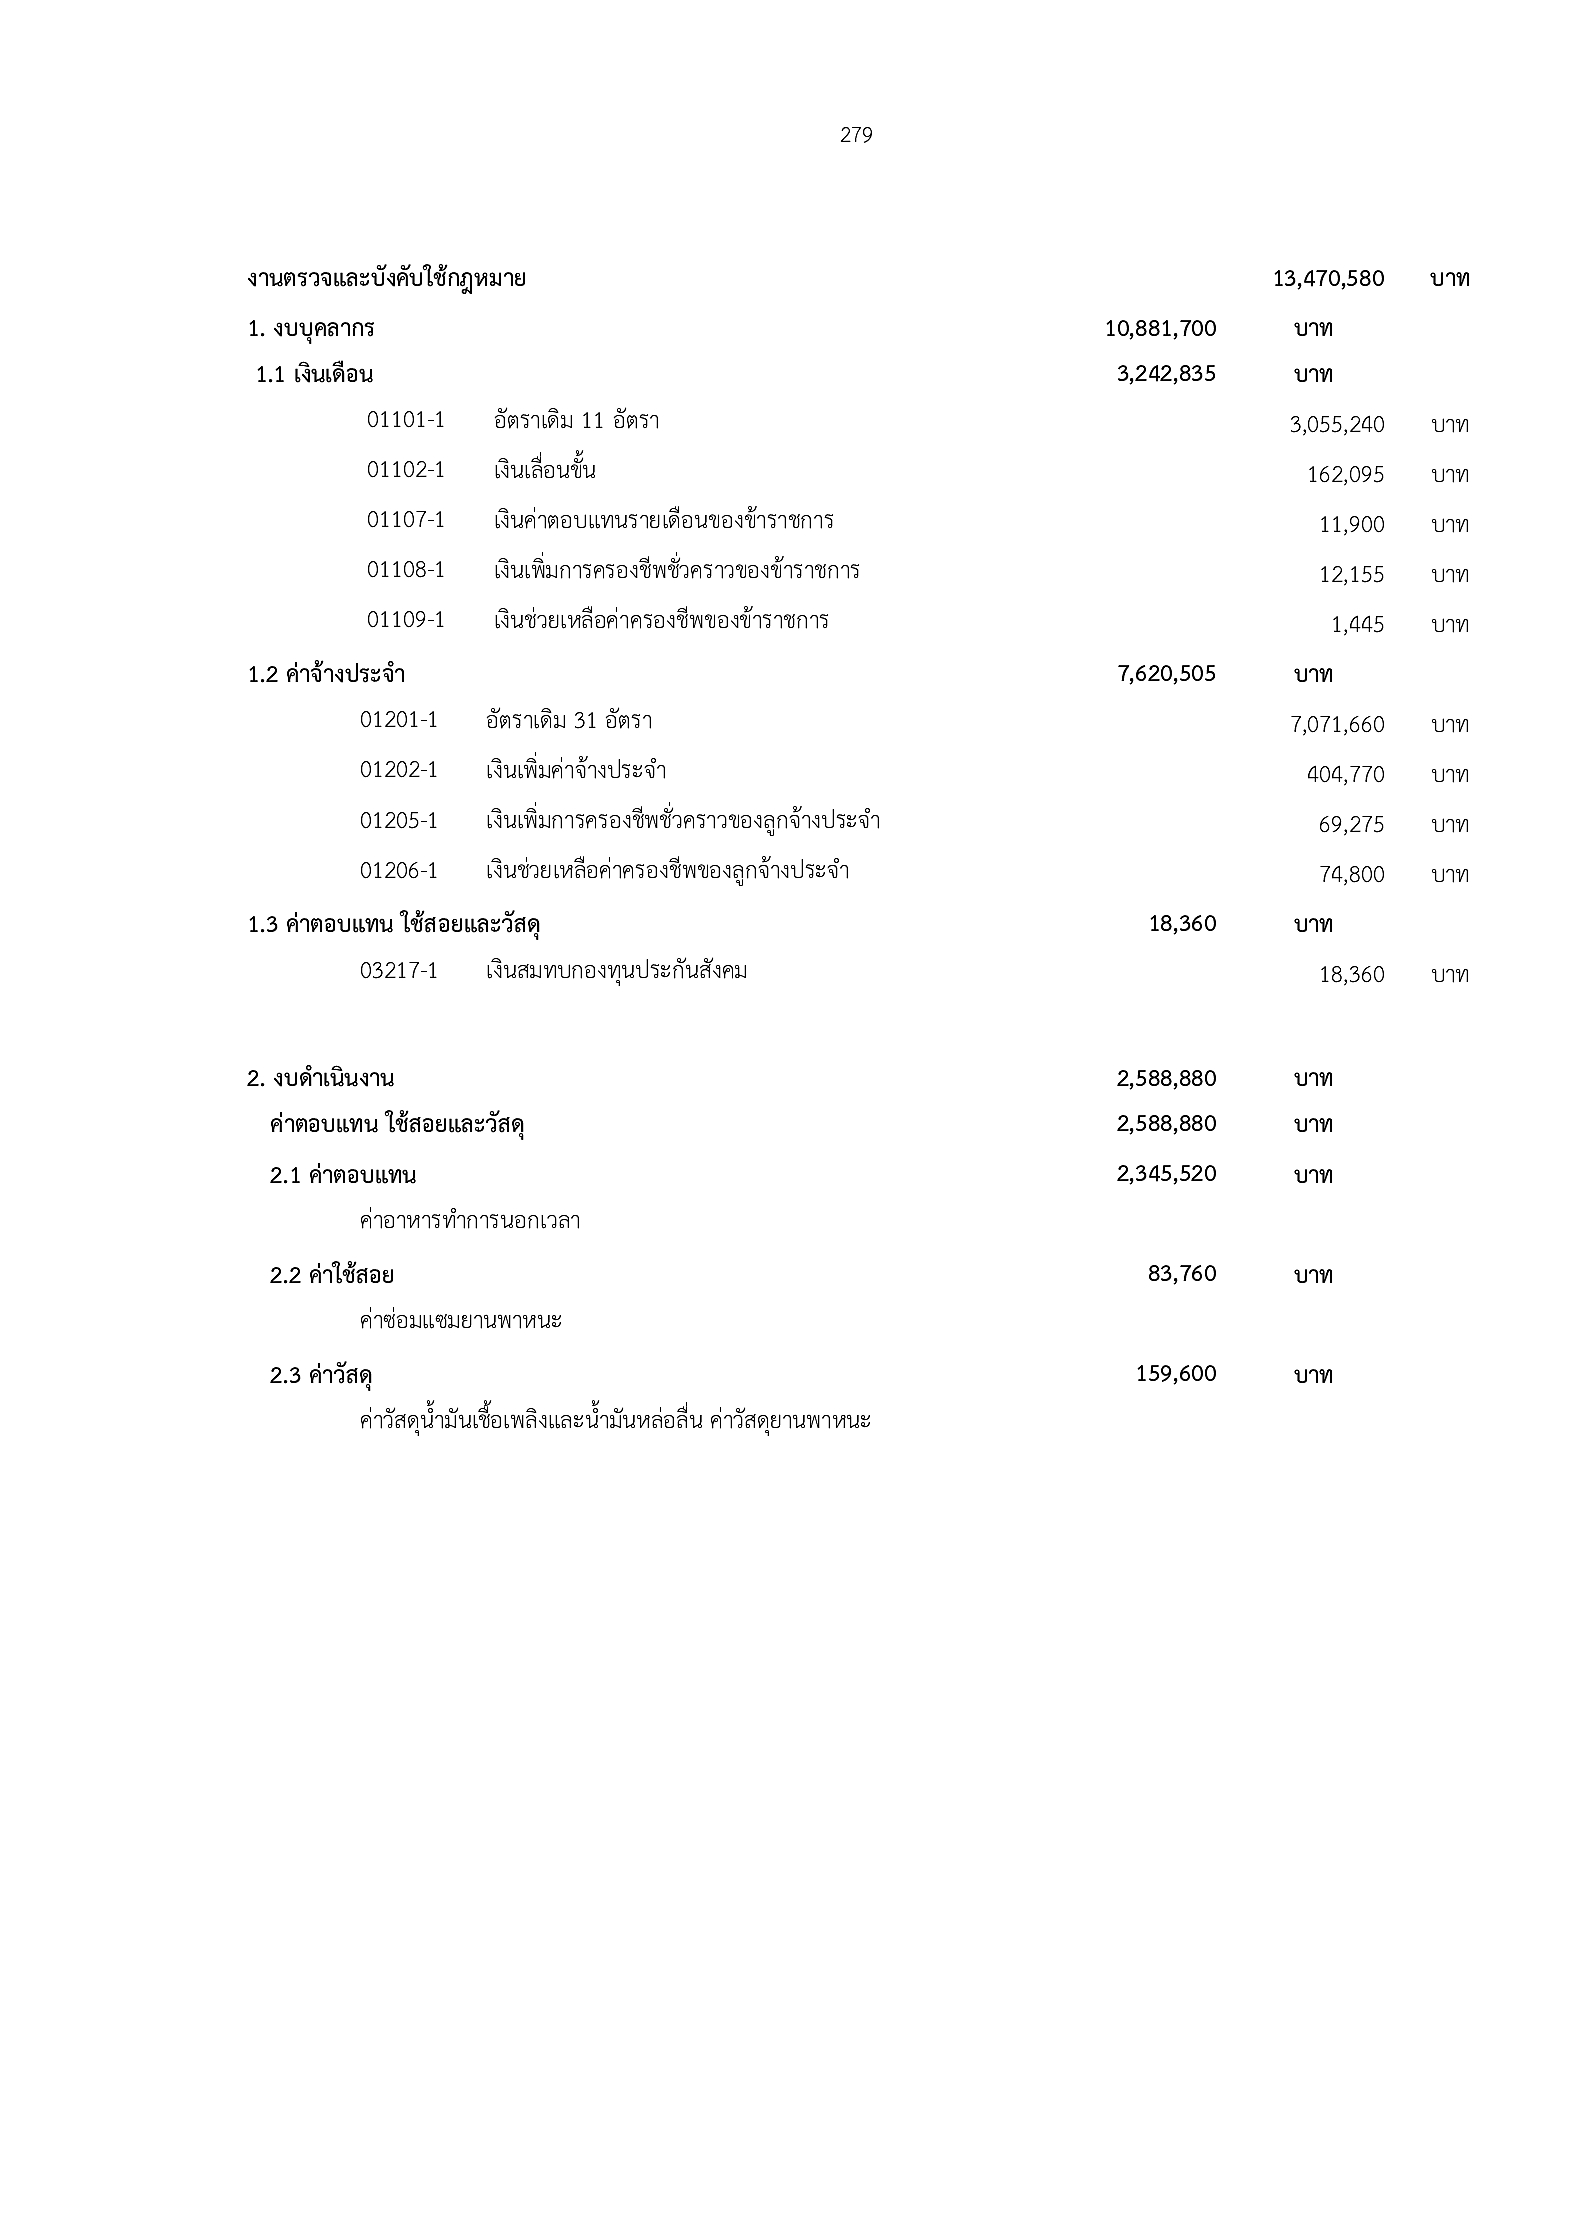 279
งานตรวจและบังคับใช้กฎหมาย 13,470,580 บาท
1. งบบุคลากร 10,881,700 บาท
1.1 เงินเดือน 3,242,835 บาท
01101-1 อัตราเดิม 11 อัตรา 3,055,240 บาท
01102-1 เงินเลื่อนขั้น 162,095 บาท
01107-1 เงินค่าตอบแทนรายเดือนของข้าราชการ 11,900 บาท
01108-1 เงินเพิ่มการครองชีพชั่วคราวของข้าราชการ 12,155 บาท
01109-1 เงินช่วยเหลือค่าครองชีพของข้าราชการ 1,445 บาท
1.2 ค่าจ้างประจำ 7,620,505 บาท
01201-1 อัตราเดิม 31 อัตรา 7,071,660 บาท
01202-1 เงินเพิ่มค่าจ้างประจำ 404,770 บาท
01205-1 เงินเพิ่มการครองชีพชั่วคราวของลูกจ้างประจำ 69,275 บาท
01206-1 เงินช่วยเหลือค่าครองชีพของลูกจ้างประจำ 74,800 บาท
1.3 ค่าตอบแทน ใช้สอยและวัสดุ 18,360 บาท
03217-1 เงินสมทบกองทุนประกันสังคม 18,360 บาท
2. งบดำเนินงาน 2,588,880 บาท
ค่าตอบแทน ใช้สอยและวัสดุ 2,588,880 บาท
2.1 ค่าตอบแทน 2,345,520 บาท
ค่าอาหารทำการนอกเวลา
2.2 ค่าใช้สอย 83,760 บาท
ค่าซ่อมแซมยานพาหนะ
2.3 ค่าวัสดุ 159,600 บาท
ค่าวัสดุน้ำมันเชื้อเพลิงและน้ำมันหล่อลื่น ค่าวัสดุยานพาหนะ